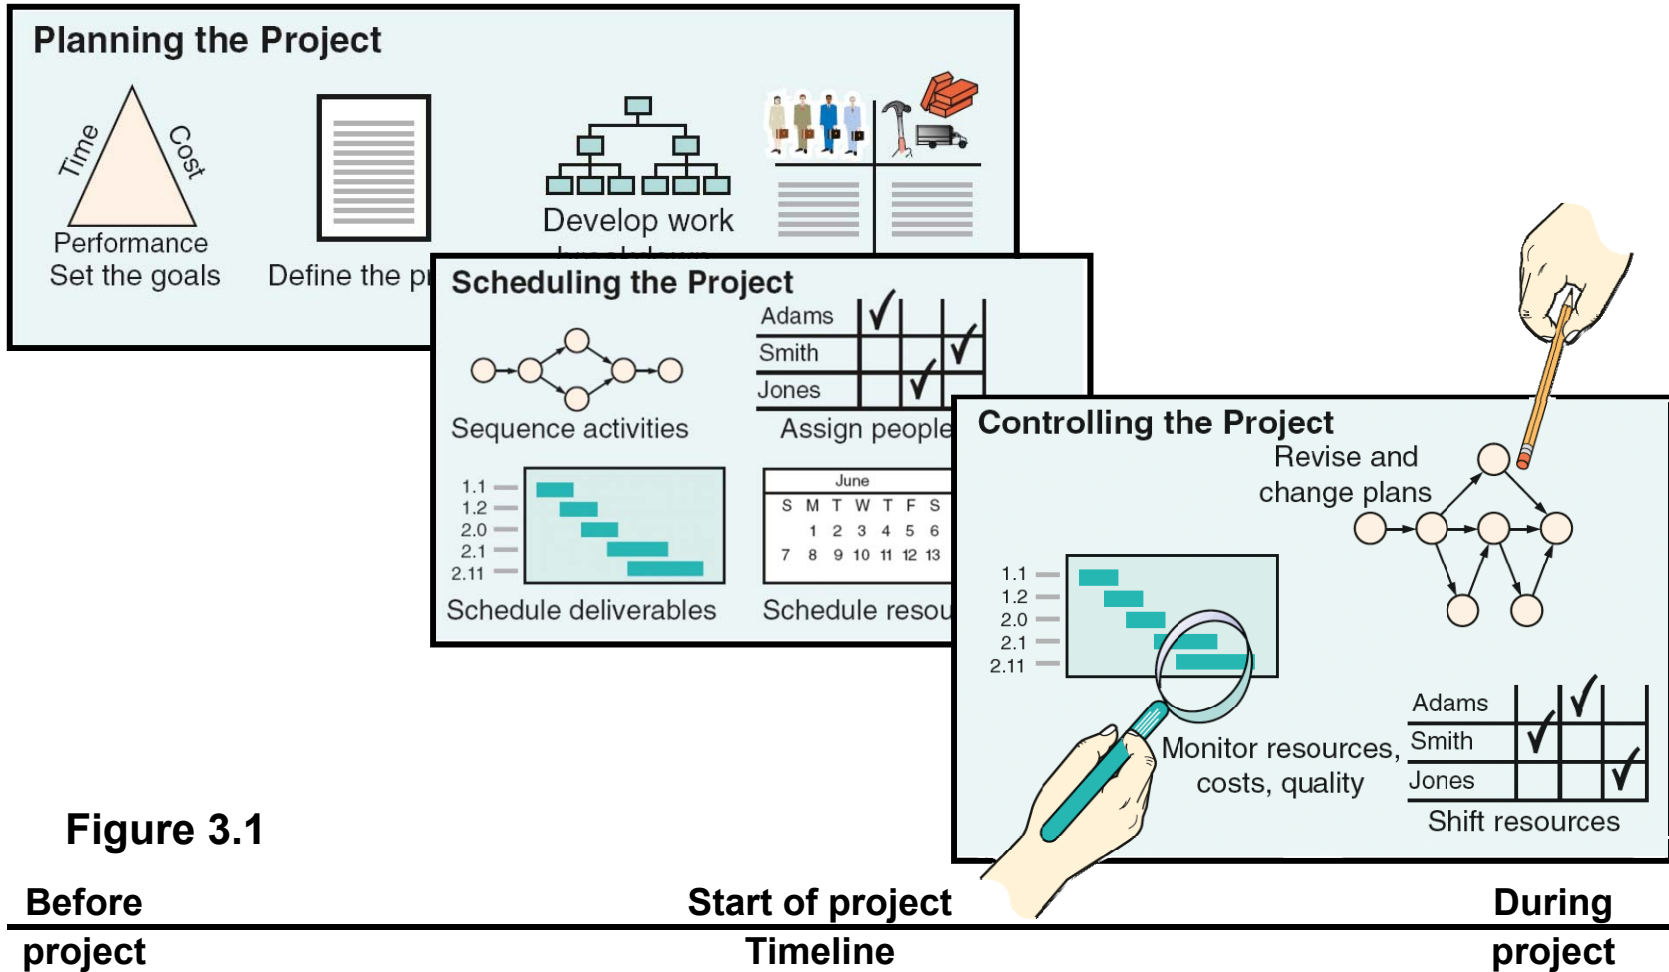 Planning the Project
Time
Cost
Performance
Set the goals
Define the pr
Develop work
Scheduling the Project
Sequence activities
Adams
Smith
Jones
Assign people
1.1
1.2
2.0
2.1
2.11
Schedule deliverables
June
S M T W T F S
1 2 3 4 5 6
7 8 9 10 11 12 13
Schedule resou
Controlling the Project
Revise and
change plans
1.1
1.2
2.0
2.1
2.11
Monitor resources,
costs, quality
Adams
Smith
Jones
Shift resources
Figure 3.1
Before
project
Start of project
Timeline
During
project